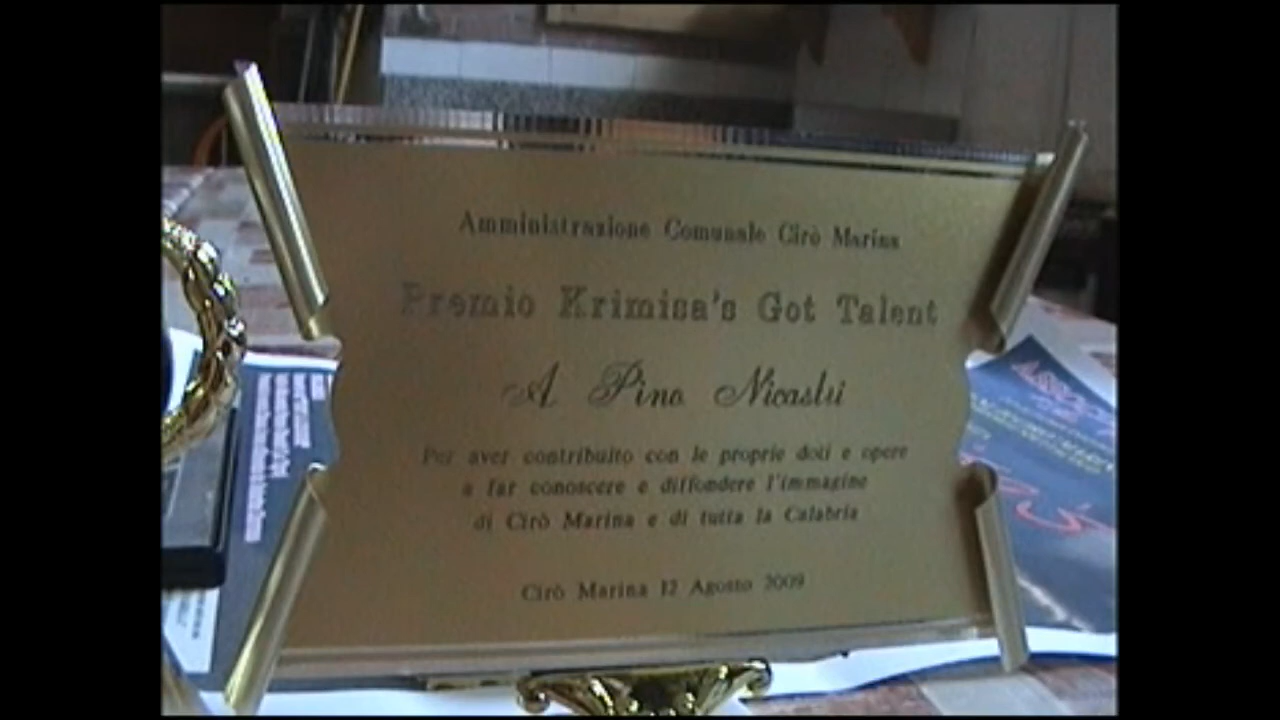 Amministrazione Comunale Cirò Marina
Premio Krimisa's Got Talent
A Pino Nicastri
Per aver contribuito con le proprie doti e opere
a far conoscere e diffondere l'immagine
di Cirò Marina e di tutta la Calabria
Cirò Marina 12 Agosto 2009